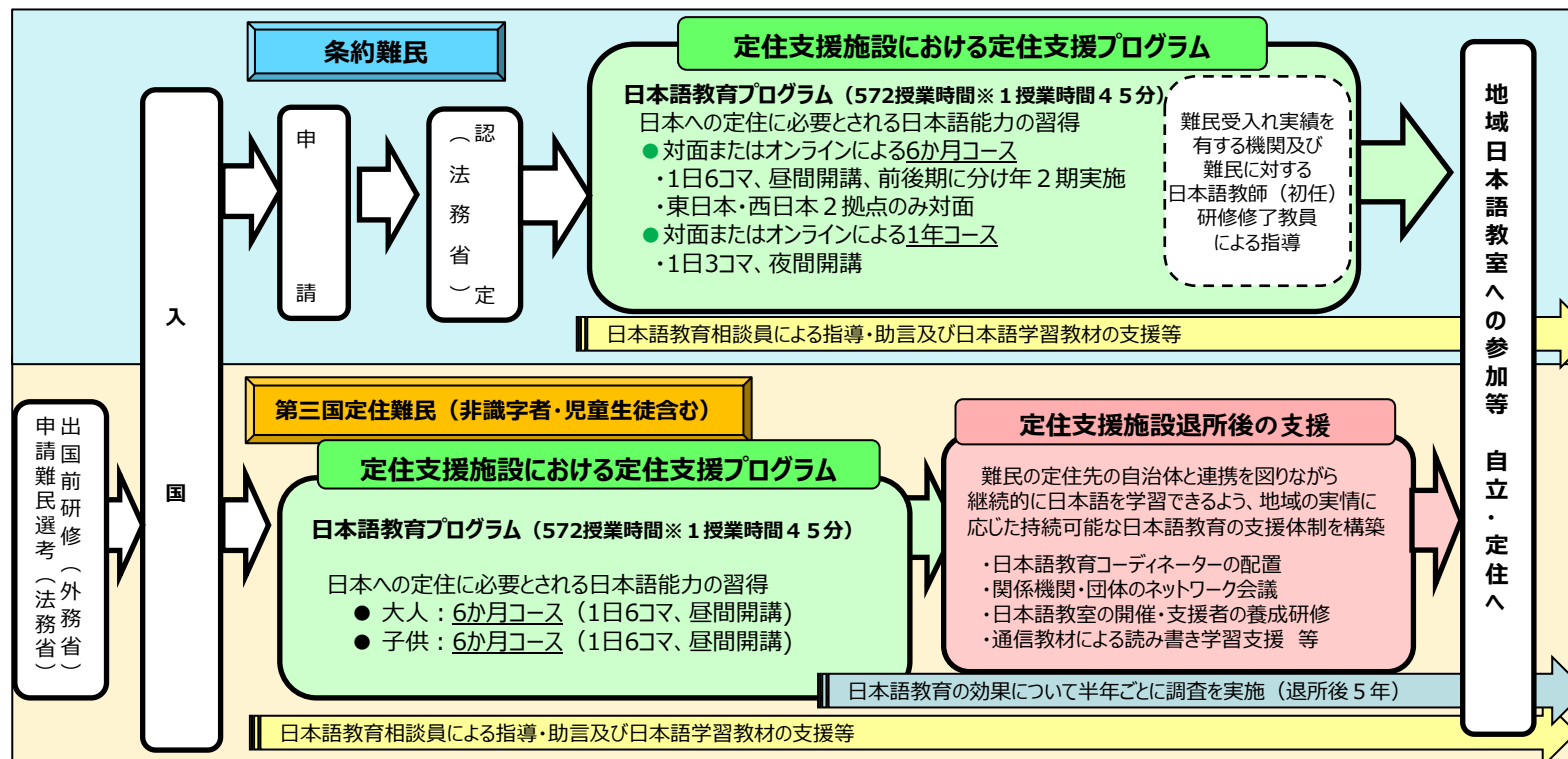 条約難民
定住支援施設における定住支援プログラム
入国
申請
認定
（法務省）
日本語教育プログラム（572授業時間※１授業時間４５分）
日本への定住に必要とされる日本語能力の習得
●対面またはオンラインによる6か月コース
・1日6コマ、昼間開講、前後期に分け年２期実施
・東日本・西日本２拠点のみ対面
●対面またはオンラインによる1年コース
・1日3コマ、夜間開講
難民受入れ実績を
有する機関及び
難民に対する
日本語教師（初任）
研修修了教員
による指導
日本語教育相談員による指導・助言及び日本語学習教材の支援等
地域日本語教室への参加等　自立・定住へ
第三国定住難民（非識字者・児童生徒含む）
出国前研修（外務省）
申請難民選考（法務省）
定住支援施設における定住支援プログラム
日本語教育プログラム（572授業時間※１授業時間４５分）
日本への定住に必要とされる日本語能力の習得
● 大人：6か月コース（1日6コマ、昼間開講)
● 子供：6か月コース（1日6コマ、昼間開講)
定住支援施設退所後の支援
難民の定住先の自治体と連携を図りながら
継続的に日本語を学習できるよう、地域の実情に
応じた持続可能な日本語教育の支援体制を構築
・日本語教育コーディネーターの配置
・関係機関・団体のネットワーク会議
・日本語教室の開催・支援者の養成研修
・通信教材による読み書き学習支援　等
日本語教育の効果について半年ごとに調査を実施（退所後５年）
日本語教育相談員による指導・助言及び日本語学習教材の支援等